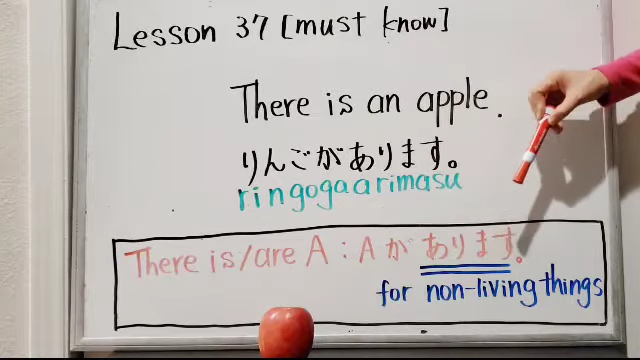 Lesson 37 [must know]
There is an apple.
りんごがあります。
ringogaarimasu
There is/are A : A が あります。
for non-living things